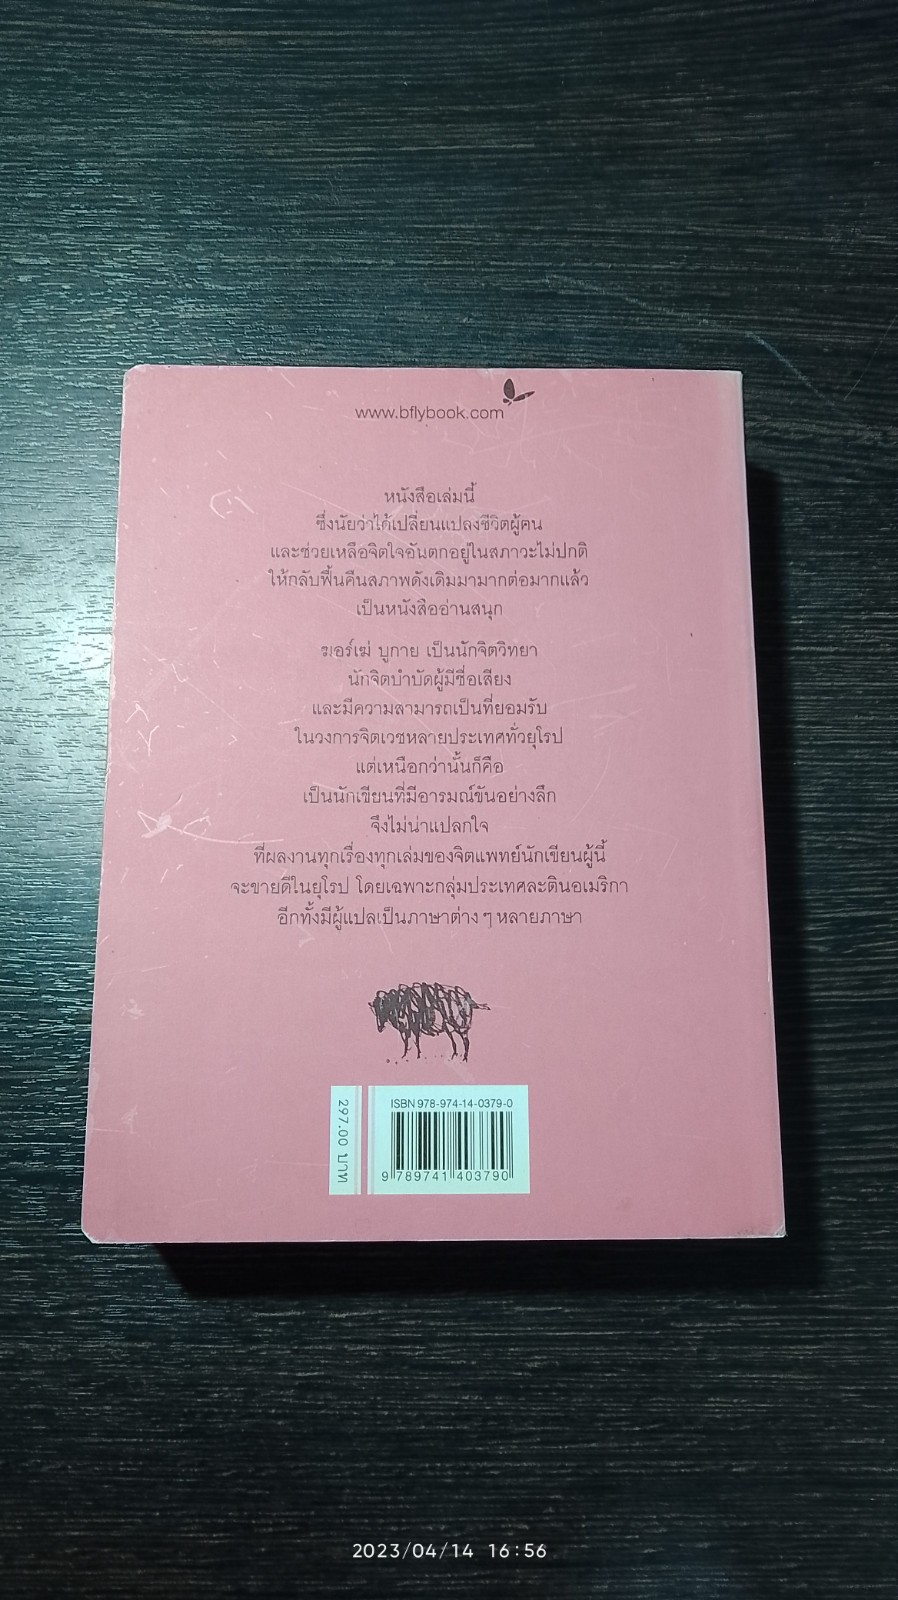 www.bflybook.com
หนังสือเล่มนี้
ซึ่งนัยว่าได้เปลี่ยนแปลงชีวิตผู้คน
และช่วยเหลือจิตใจอันตกอยู่ในสภาวะไม่ปกติ
ให้กลับฟื้นคืนสภาพดังเดิมมามากต่อมากแล้ว
เป็นหนังสืออ่านสนุก
ฆอร์เฆ่ บูกาย เป็นนักจิตวิทยา
นักจิตบำบัดผู้มีชื่อเสียง
และมีความสามารถเป็นที่ยอมรับ
ในวงการจิตเวชหลายประเทศทั่วยุโรป
แต่เหนือกว่านั้นก็คือ
เป็นนักเขียนที่มีอารมณ์ขันอย่างลึก
จึงไม่น่าแปลกใจ
ที่ผลงานทุกเรื่องทุกเล่มของจิตแพทย์นักเขียนผู้นี้
จะขายดีในยุโรป โดยเฉพาะกลุ่มประเทศละตินอเมริกา
อีกทั้งมีผู้แปลเป็นภาษาต่าง ๆ หลายภาษา
297.00 บาท
ISBN 978-974-14-0379-0
9 789741 403790
2023/04/14 16:56